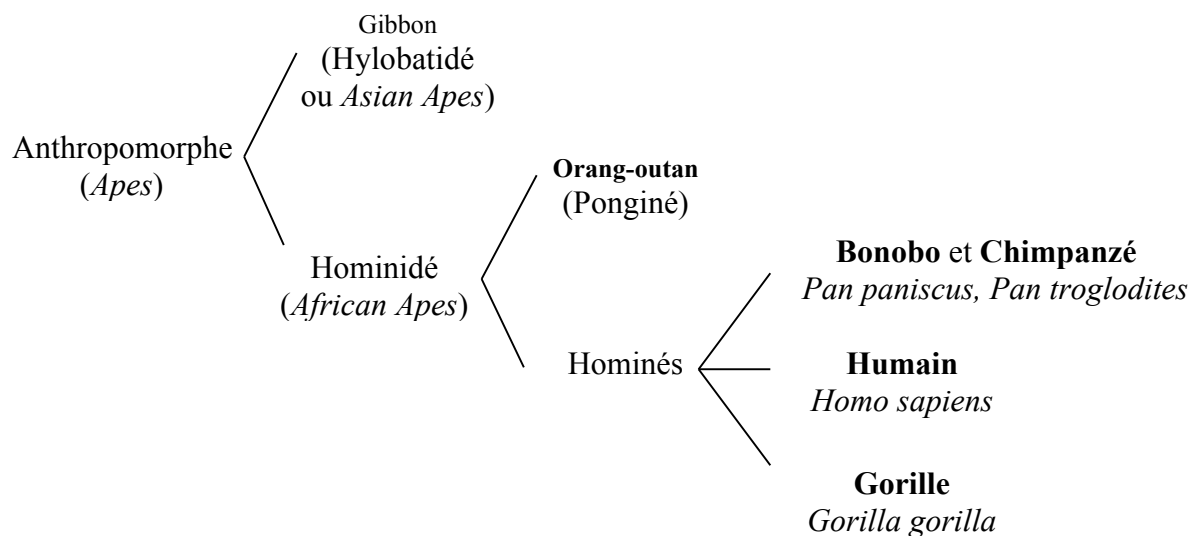 Gibbon
(Hylobatidé
ou Asian Apes)
Anthropomorphe
(Apes)
Orang-outan
(Ponginé)
Hominidé
(African Apes)
Bonobo et Chimpanzé
Pan paniscus, Pan troglodites
Hominés
Humain
Homo sapiens
Gorille
Gorilla gorilla